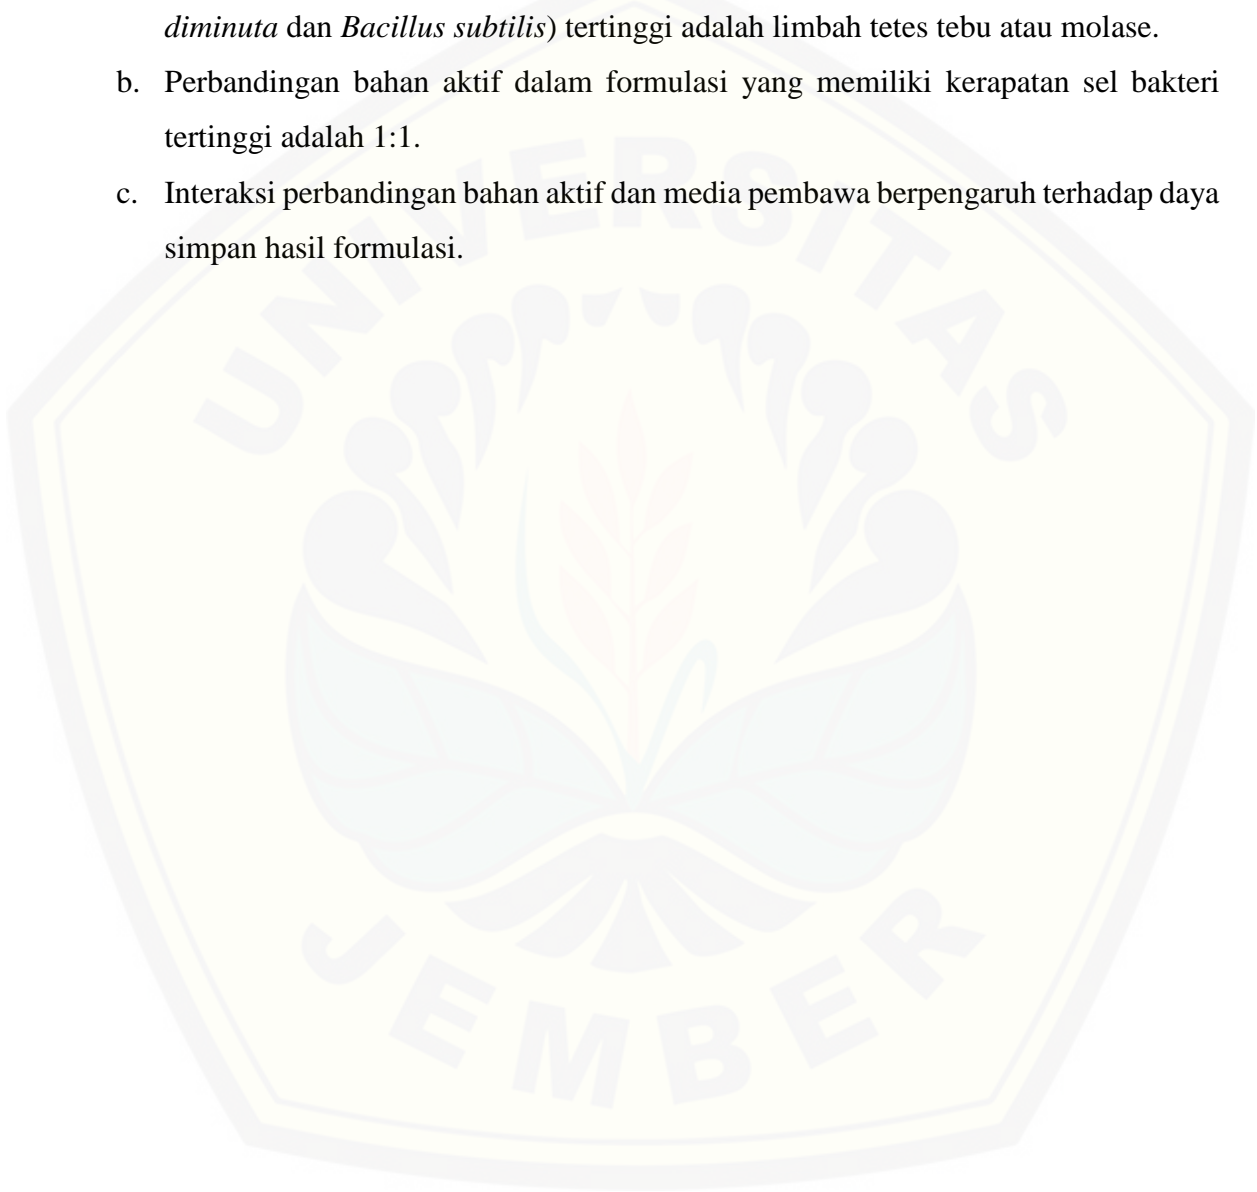 diminuta dan Bacillus subtilis) tertinggi adalah limbah tetes tebu atau molase.
b. Perbandingan bahan aktif dalam formulasi yang memiliki kerapatan sel bakteri
tertinggi adalah 1:1.
c. Interaksi perbandingan bahan aktif dan media pembawa berpengaruh terhadap daya
simpan hasil formulasi.
UNIVERSITAS
JEMBER